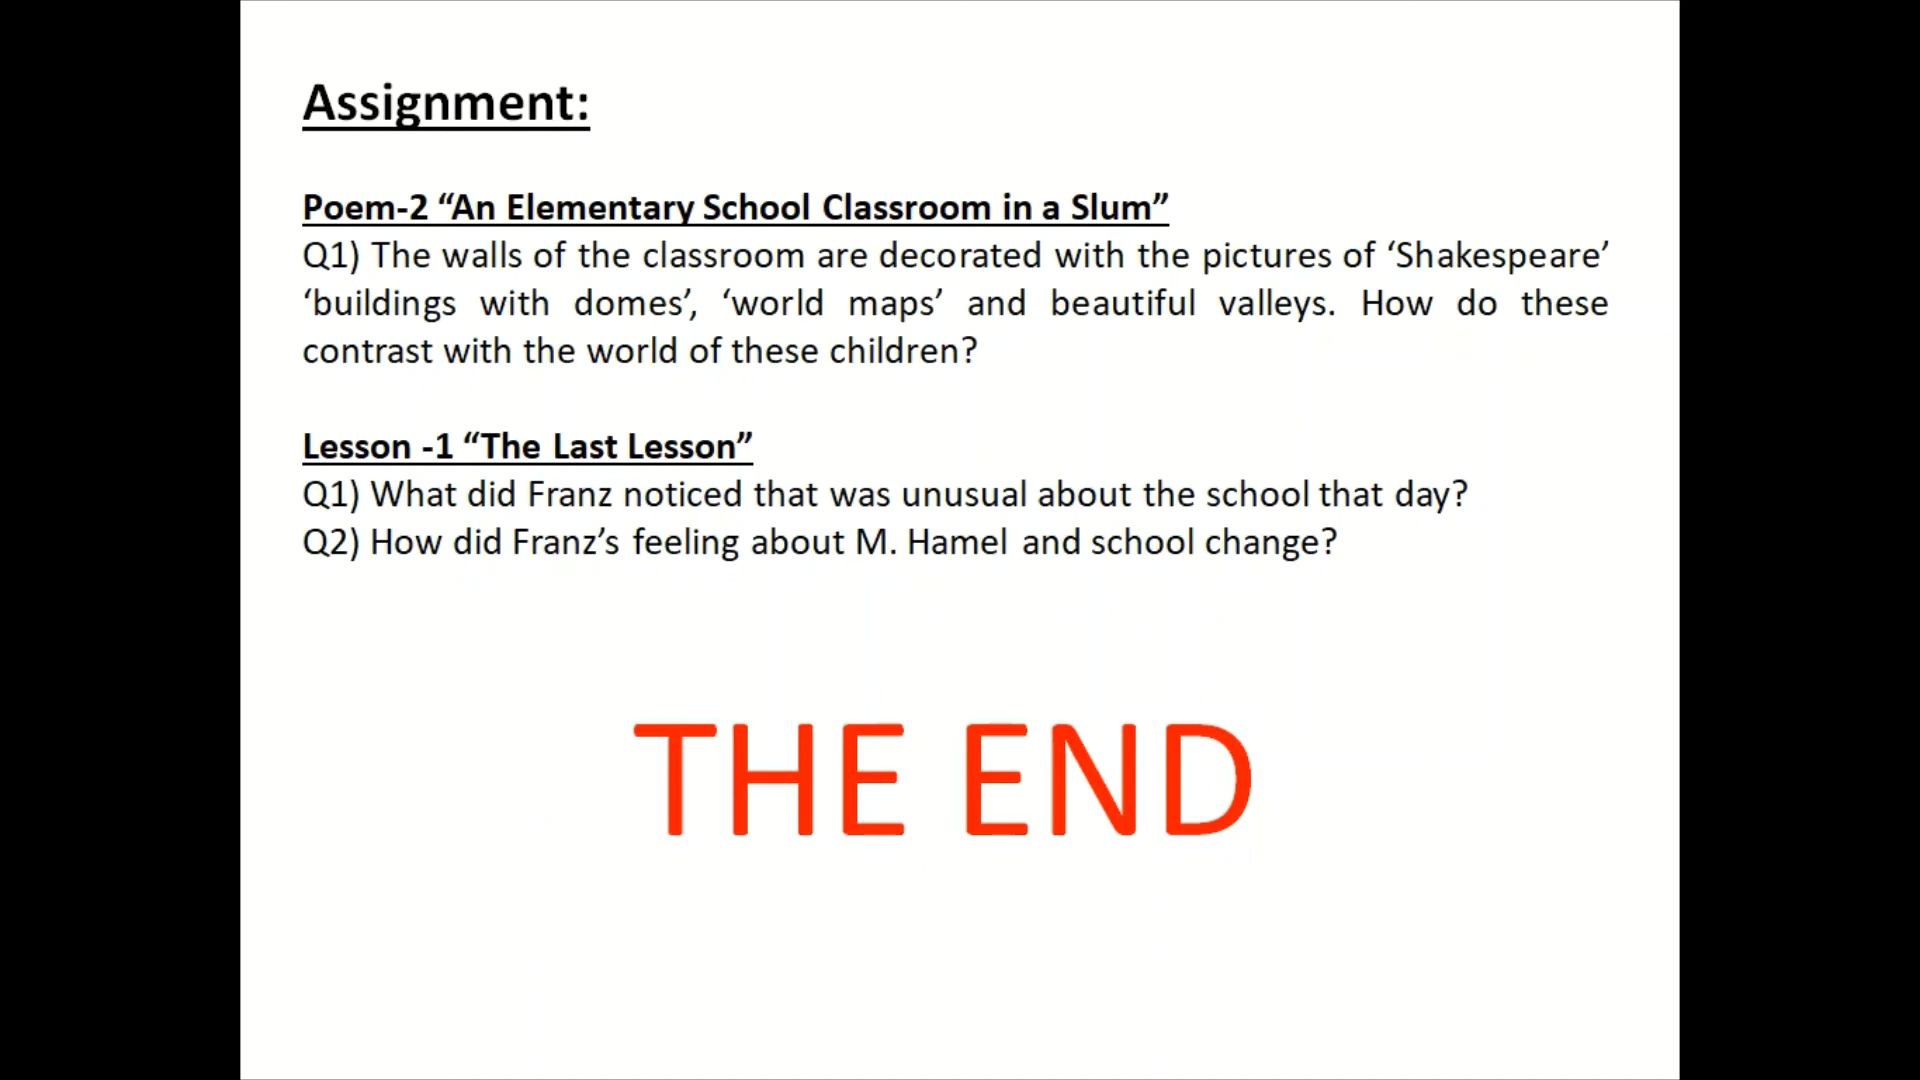 Assignment:
Poem-2 “An Elementary School Classroom in a Slum”
Q1) The walls of the classroom are decorated with the pictures of ‘Shakespeare’
‘buildings with domes’, ‘world maps’ and beautiful valleys. How do these
contrast with the world of these children?
Lesson -1 “The Last Lesson”
Q1) What did Franz noticed that was unusual about the school that day?
Q2) How did Franz’s feeling about M. Hamel and school change?
THE END